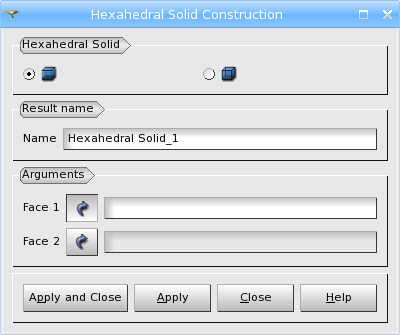 Hexahedral Solid Construction
Hexahedral Solid
Result name
Name Hexahedral Solid_1
Arguments
Face 1
Face 2
Apply and Close Apply Close Help